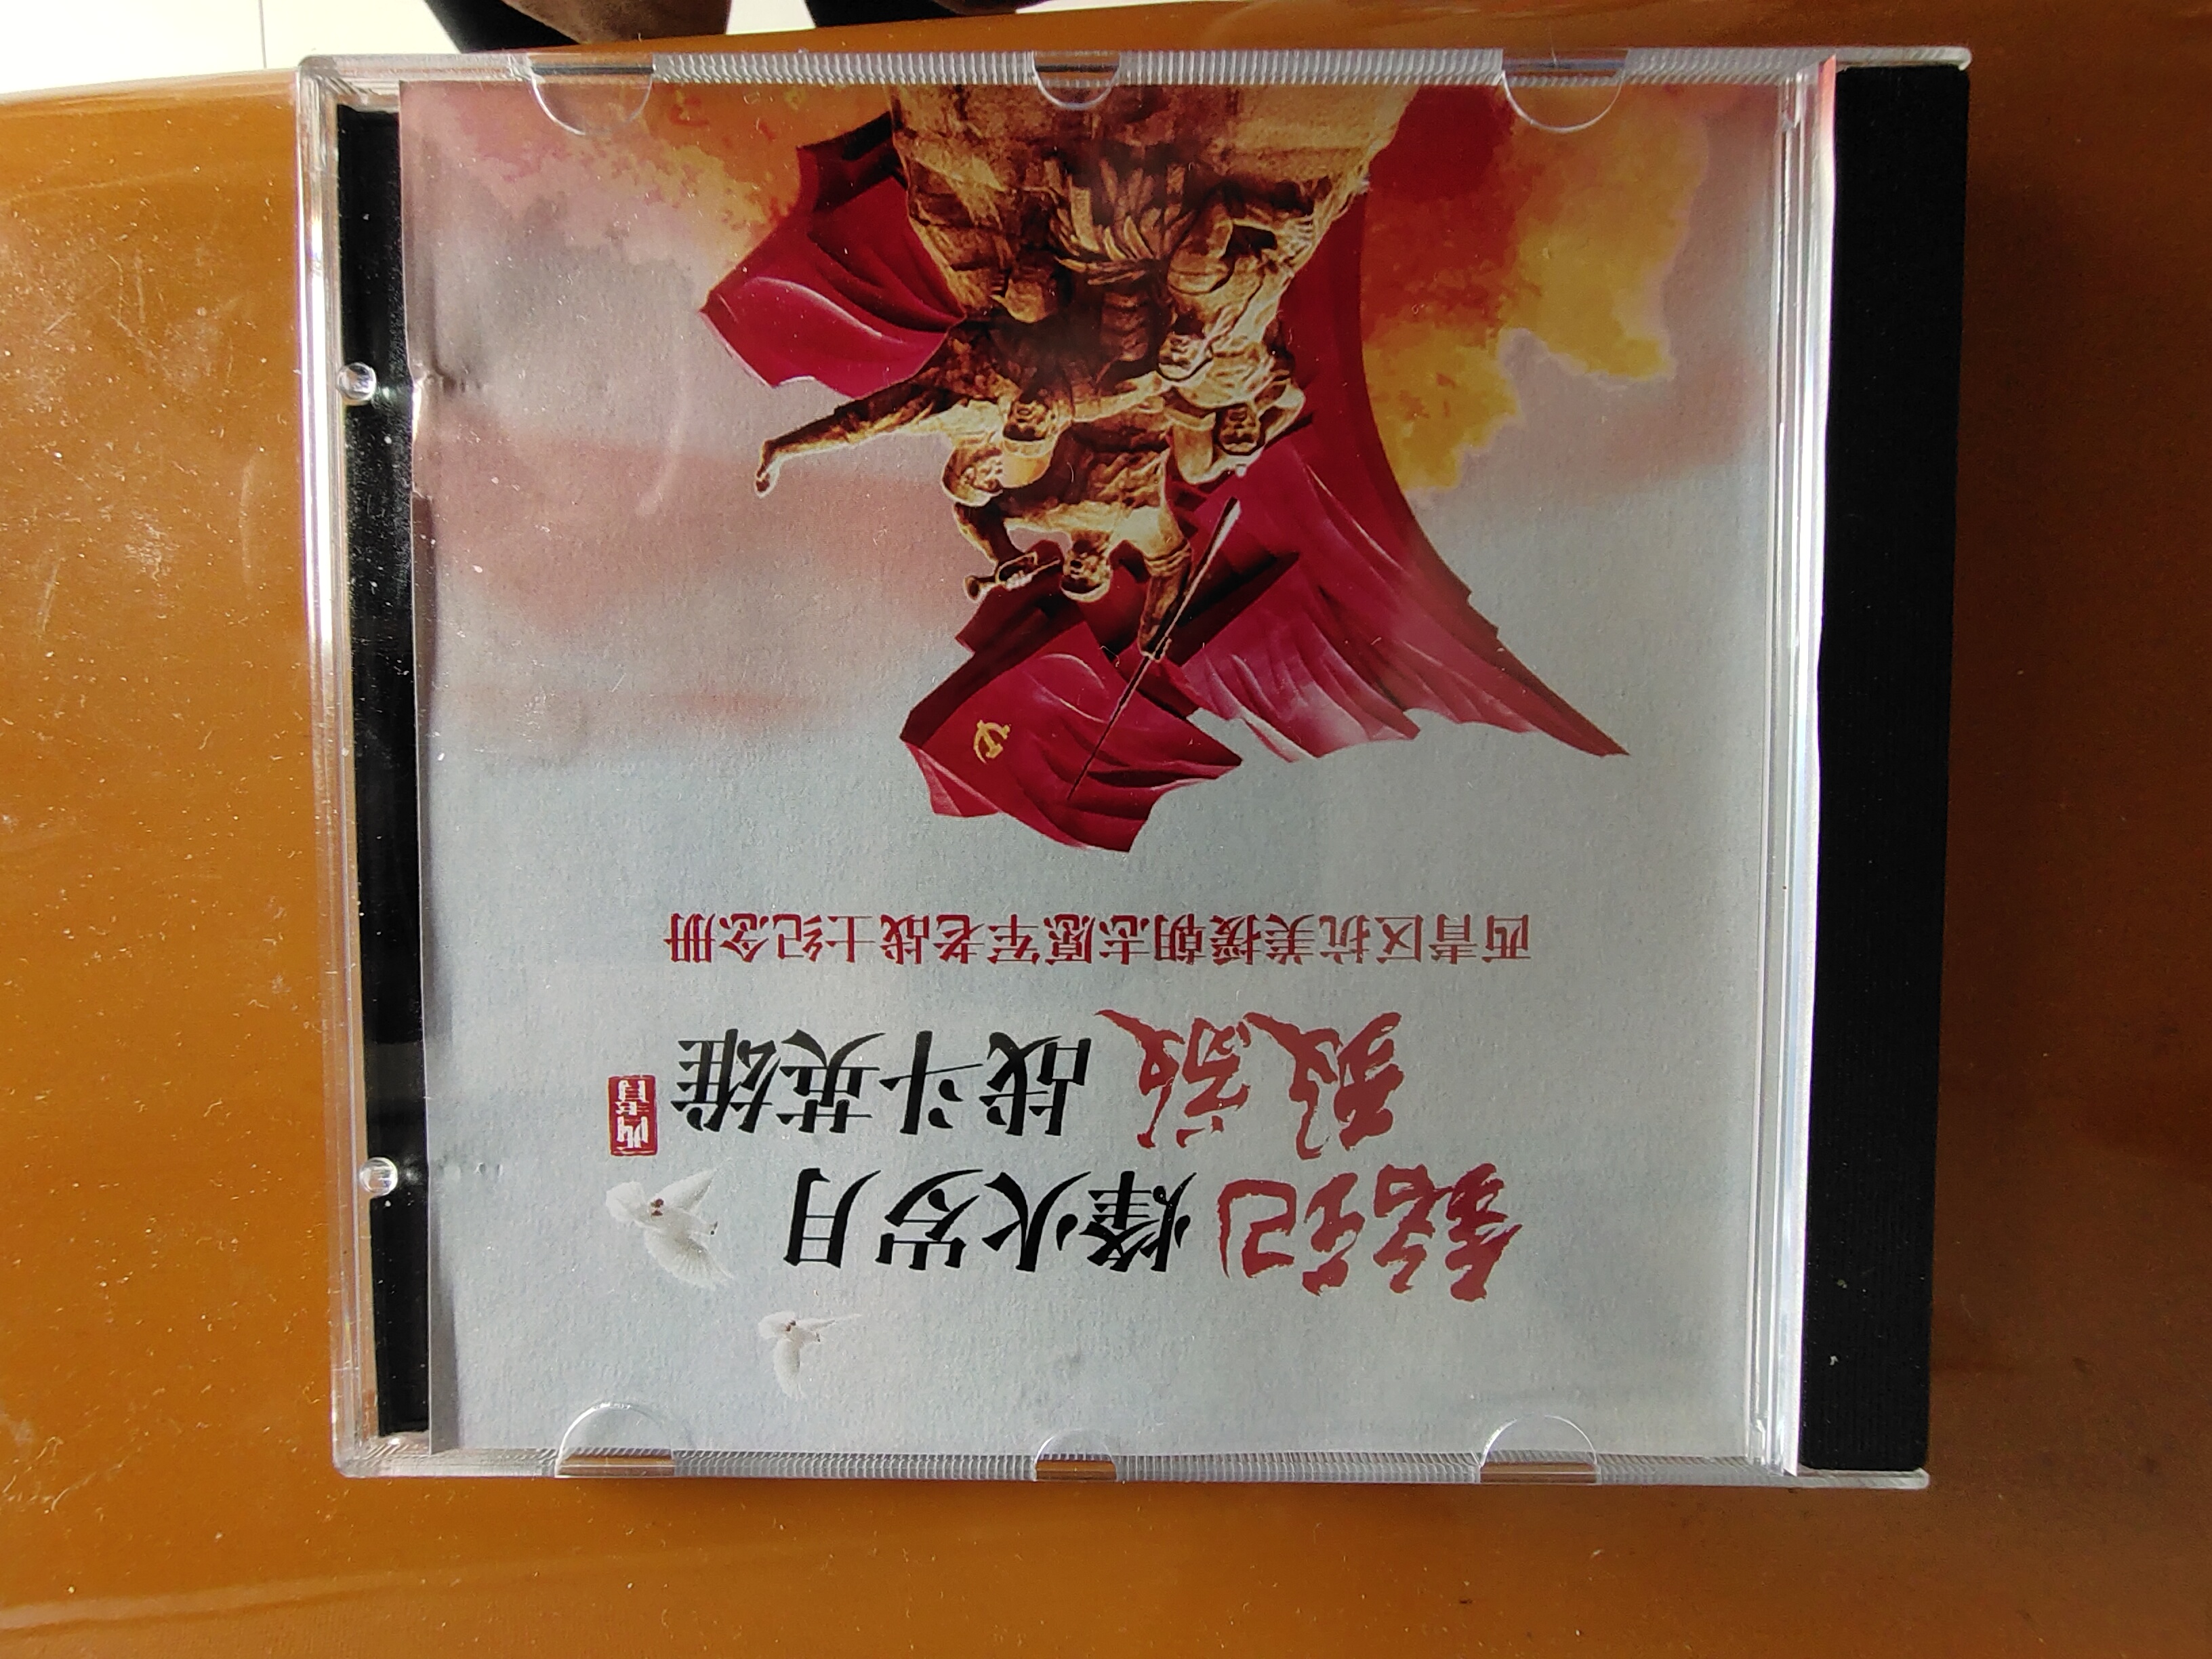 铭记 烽火岁月
致敬 战斗英雄
西青
西青区抗美援朝志愿军老战士纪念册